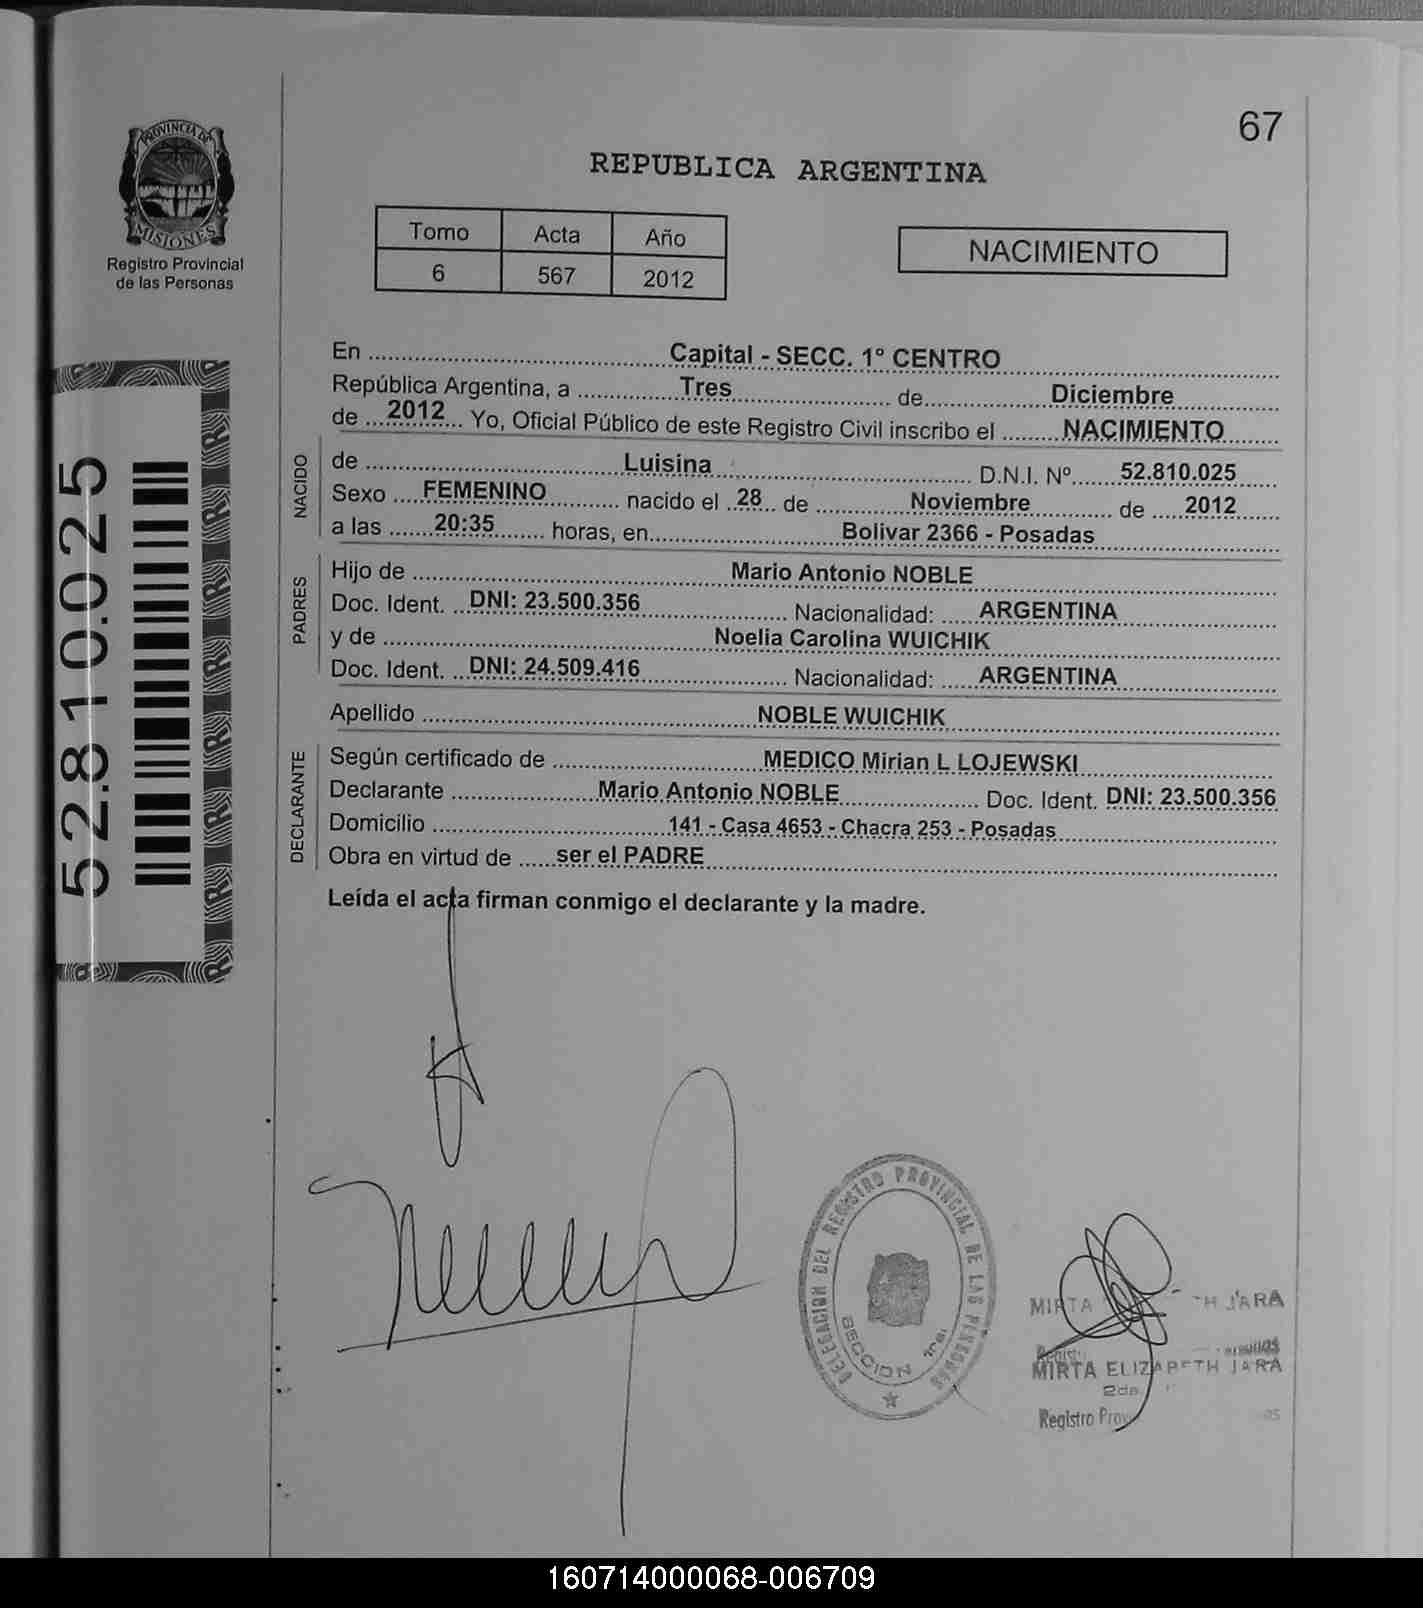 67
PROVINCIA DE
MISIONES
Registro Provincial
de las Personas
REPUBLICA ARGENTINA
Tomo Acta Año
6 567 2012
NACIMIENTO
52.810.025
En Capital - SECC. 1° CENTRO
República Argentina, a Tres de Diciembre
de 2012 Yo, Oficial Público de este Registro Civil inscribo el NACIMIENTO
NACIDO
de Luisina D.N.I. Nº 52.810.025
Sexo FEMENINO nacido el 28 de Noviembre de 2012
a las 20:35 horas, en Bolivar 2366 - Posadas
PADRES
Hijo de Mario Antonio NOBLE
Doc. Ident. DNI: 23.500.356 Nacionalidad: ARGENTINA
y de Noelia Carolina WUICHIK
Doc. Ident. DNI: 24.509.416 Nacionalidad: ARGENTINA
Apellido NOBLE WUICHIK
DECLARANTE
Según certificado de MEDICO Mirian L LOJEWSKI
Declarante Mario Antonio NOBLE Doc. Ident. DNI: 23.500.356
Domicilio 141 - Casa 4653 - Chacra 253 - Posadas
Obra en virtud de ser el PADRE
Leída el acta firman conmigo el declarante y la madre.
DELEGACION DEL REGISTRO PROVINCIAL DE LAS PERSONAS
SECCION 1ra.
MIRTA JARA
MIRTA ELIZABETH JARA
2da.
Registro
160714000068-006709